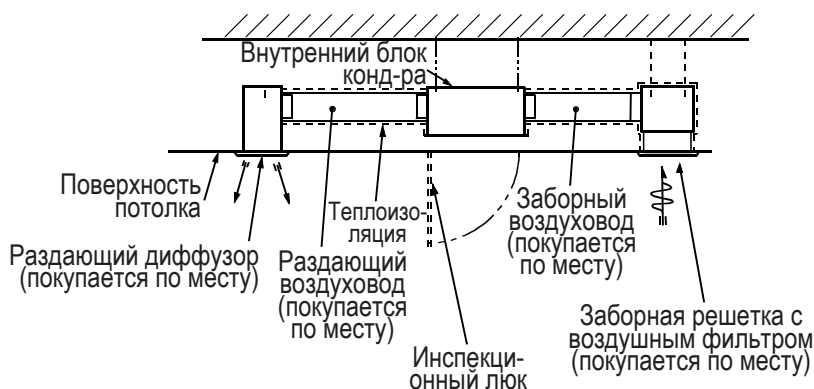 Внутренний блок
конд-ра
Поверхность
потолка
Раздающий диффузор
(покупается по месту)
Теплоизо-
ляция
Раздающий
воздуховод
(покупается
по месту)
Заборный
воздуховод
(покупается
по месту)
Инспекци-
онный люк
Заборная решетка с
воздушным фильтром
(покупается по месту)